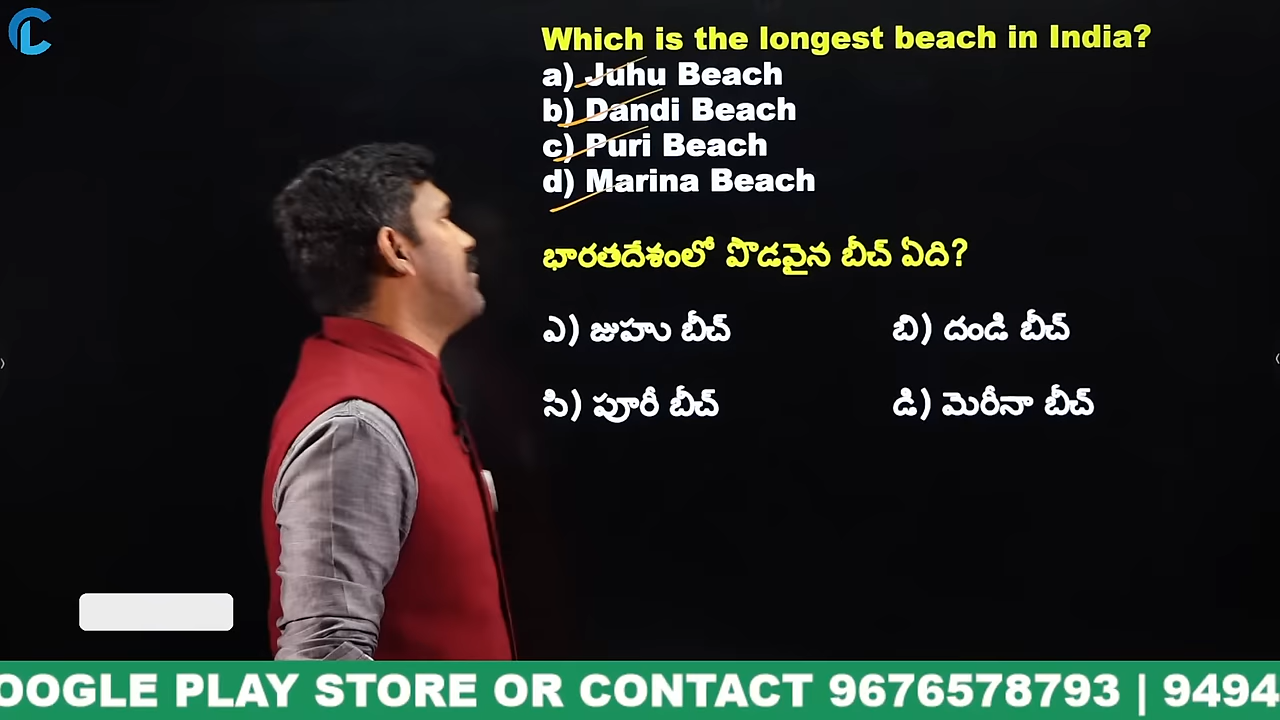 Which is the longest beach in India?
a) Juhu Beach
b) Dandi Beach
c) Puri Beach
d) Marina Beach
భారతదేశంలో పొడవైన బీచ్ ఏది?
ఎ) జుహు బీచ్ బి) దండి బీచ్
సి) పూరీ బీచ్ డి) మెరీనా బీచ్
OOGLE PLAY STORE OR CONTACT 9676578793 | 9494